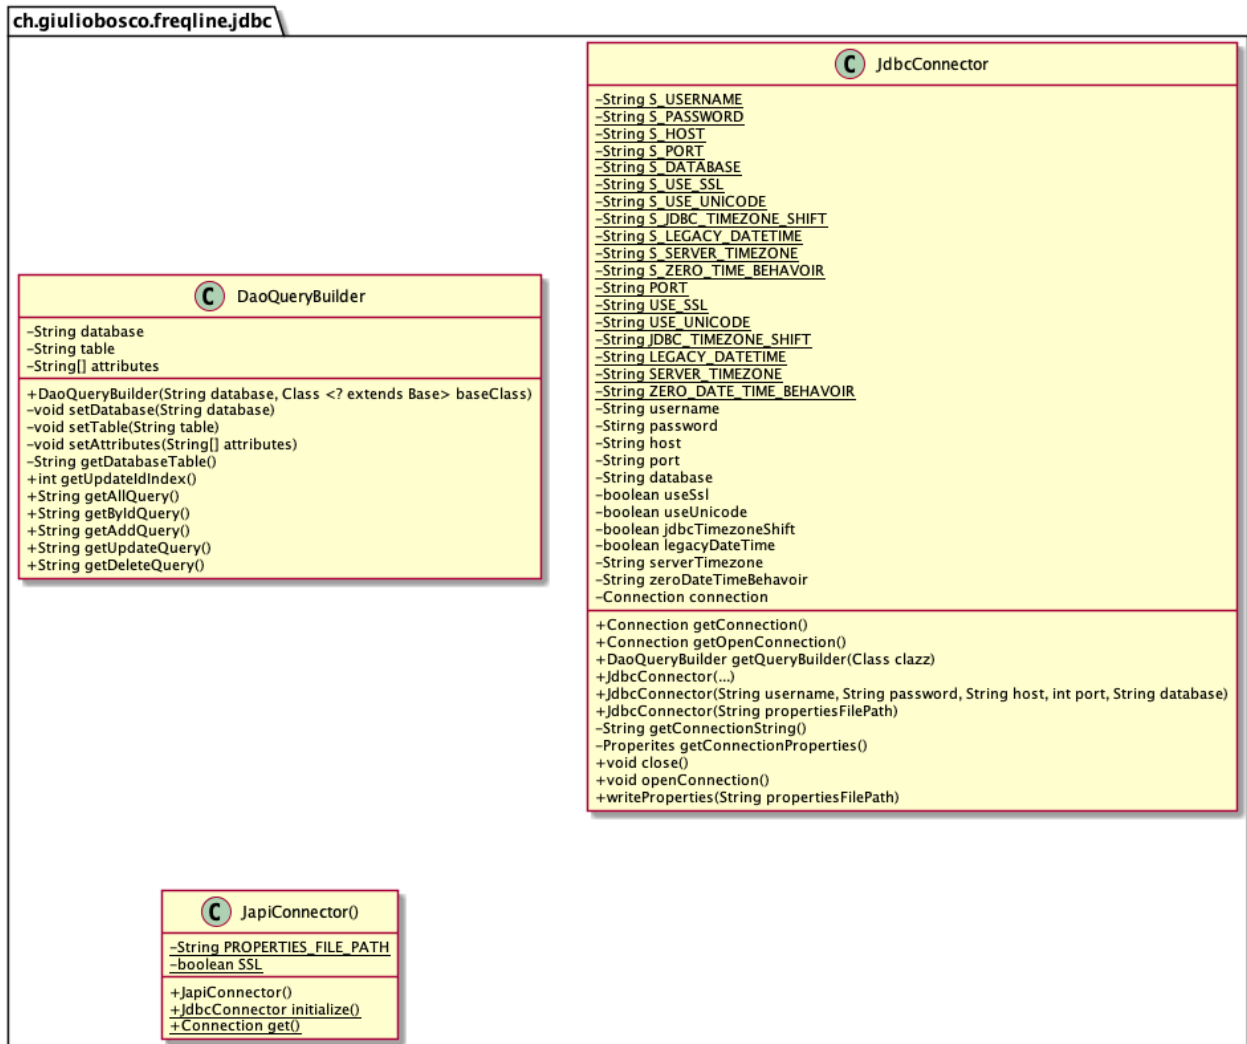 ch.giuliobosco.freqline.jdbc
C JdbcConnector
-String S_USERNAME
-String S_PASSWORD
-String S_HOST
-String S_PORT
-String S_DATABASE
-String S_USE_SSL
-String S_USE_UNICODE
-String S_JDBC_TIMEZONE_SHIFT
-String S_LEGACY_DATETIME
-String S_SERVER_TIMEZONE
-String S_ZERO_TIME_BEHAVOIR
-String PORT
-String USE_SSL
-String USE_UNICODE
-String JDBC_TIMEZONE_SHIFT
-String LEGACY_DATETIME
-String SERVER_TIMEZONE
-String ZERO_DATE_TIME_BEHAVOIR
-String username
-Stirng password
-String host
-String port
-String database
-boolean useSsl
-boolean useUnicode
-boolean jdbcTimezoneShift
-boolean legacyDateTime
-String serverTimezone
-String zeroDateTimeBehavoir
-Connection connection
+Connection getConnection()
+Connection getOpenConnection()
+DaoQueryBuilder getQueryBuilder(Class clazz)
+JdbcConnector(...)
+JdbcConnector(String username, String password, String host, int port, String database)
+JdbcConnector(String propertiesFilePath)
-String getConnectionString()
-Properites getConnectionProperties()
+void close()
+void openConnection()
+writeProperties(String propertiesFilePath)
C DaoQueryBuilder
-String database
-String table
-String[] attributes
+DaoQueryBuilder(String database, Class <? extends Base> baseClass)
-void setDatabase(String database)
-void setTable(String table)
-void setAttributes(String[] attributes)
-String getDatabaseTable()
+int getUpdateIdIndex()
+String getAllQuery()
+String getByIdQuery()
+String getAddQuery()
+String getUpdateQuery()
+String getDeleteQuery()
C JapiConnector()
-String PROPERTIES_FILE_PATH
-boolean SSL
+JapiConnector()
+JdbcConnector initialize()
+Connection get()